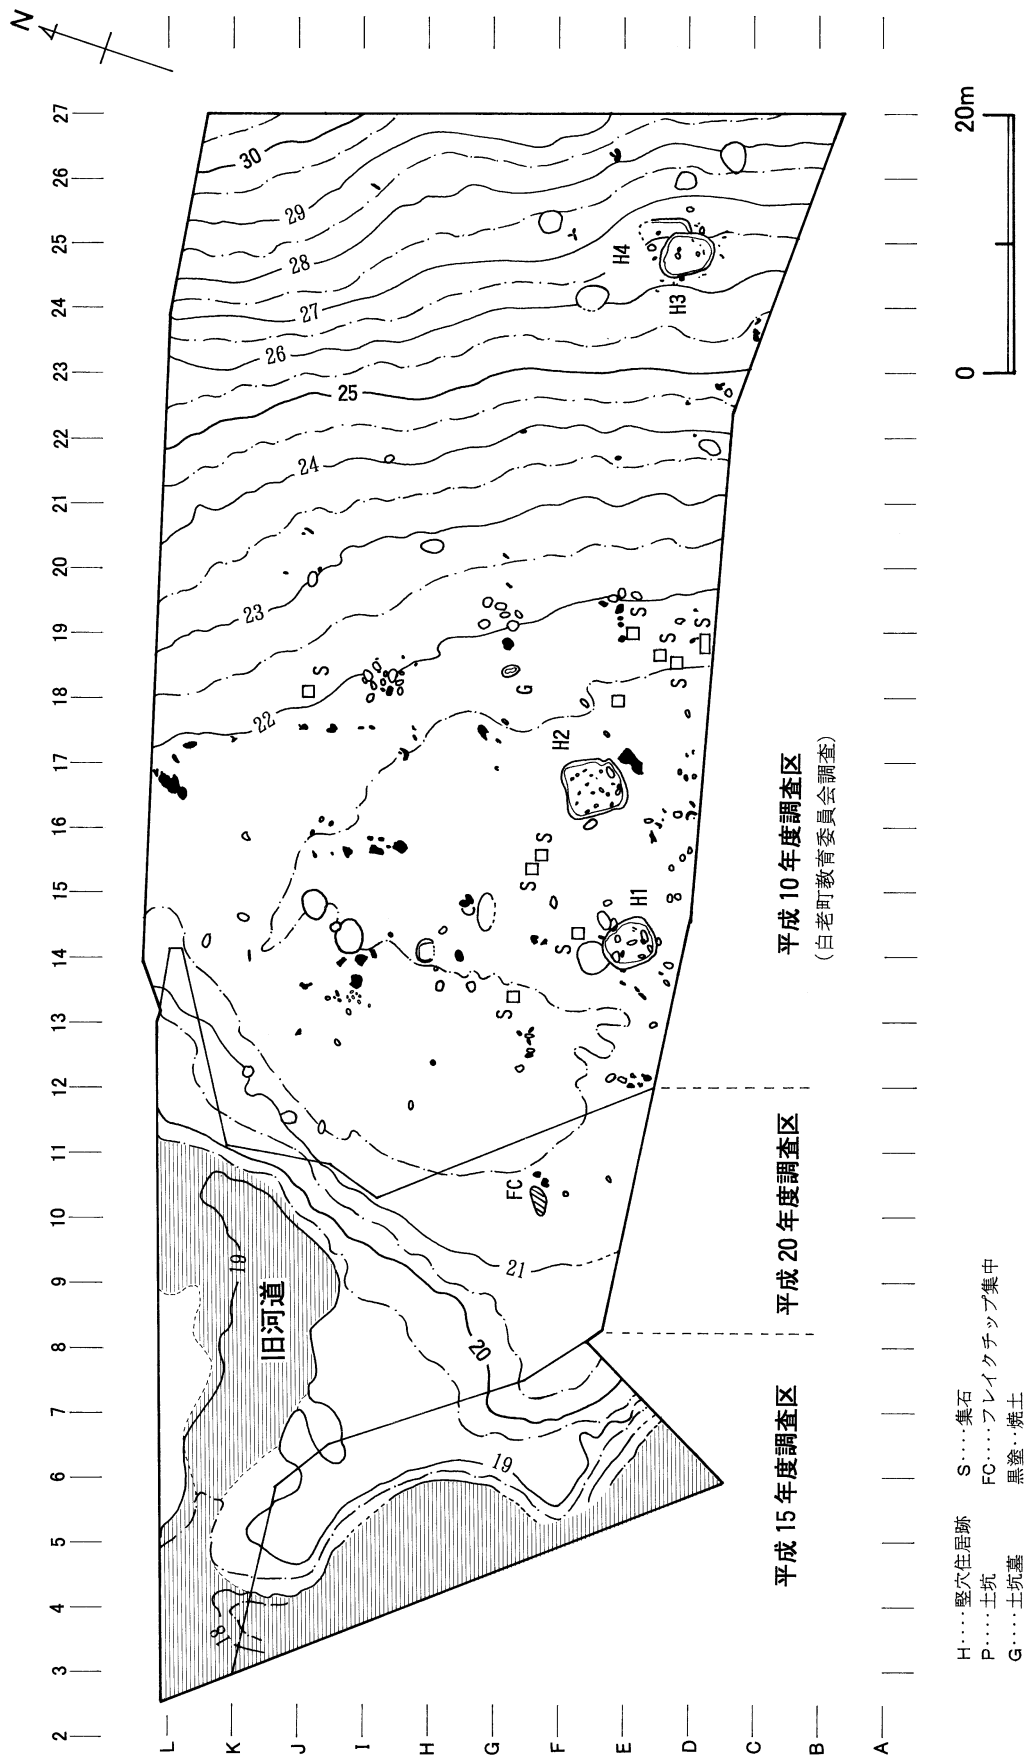 N
27
26
25
24
23
22
21
20
19
18
17
16
15
14
13
12
11
10
9
8
7
6
5
4
3
2
L
K
J
I
H
G
F
E
D
C
B
A
30
29
28
27
26
25
24
23
22
21
20
19
19
18
H4
H3
H2
H1
G
FC
S
S
S
S
S
S
S
S
S
旧河道
平成10年度調査区
(白老町教育委員会調査)
平成20年度調査区
平成15年度調査区
0
20m
H‥‥竪穴住居跡
P‥‥土坑
G‥‥土坑墓
S‥‥集石
FC‥‥フレイクチップ集中
黒塗‥焼土